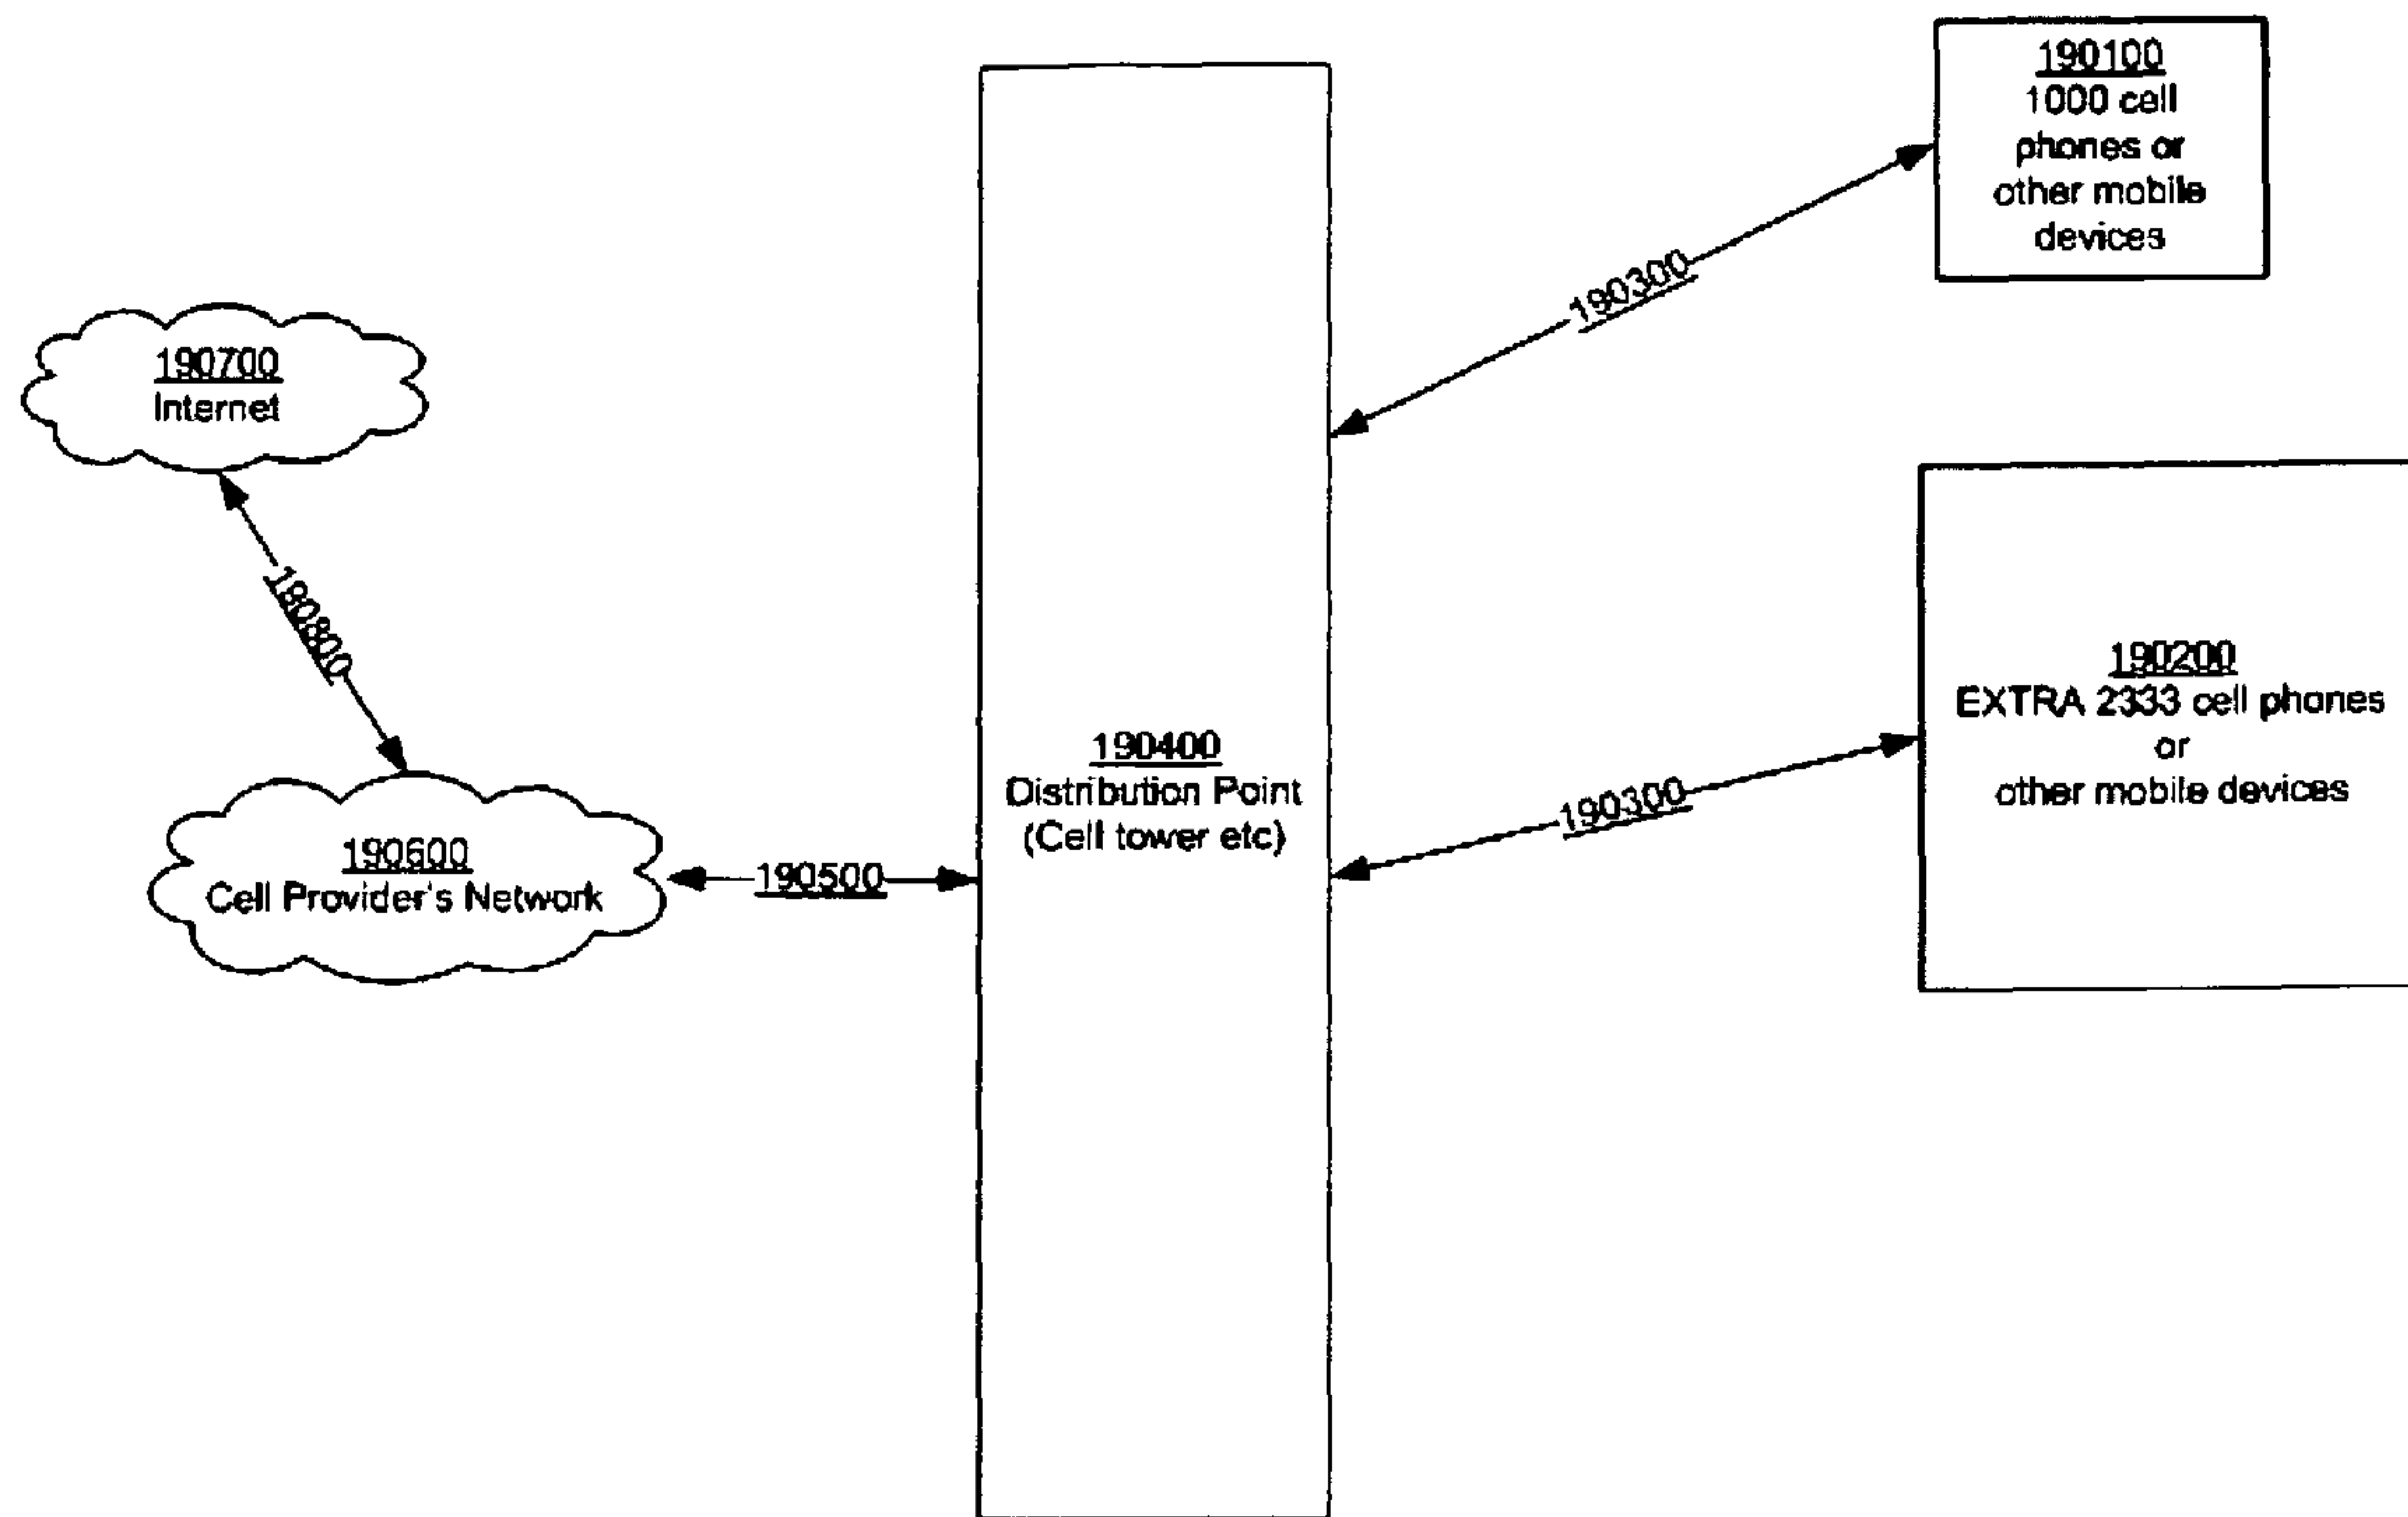 190100
1000 cell
phones or
other mobile
devices
190300
190700
Internet
190800
190200
EXTRA 2333 cell phones
or
other mobile devices
190400
Distribution Point
(Cell tower etc)
190300
190600
Cell Provider's Network
190500